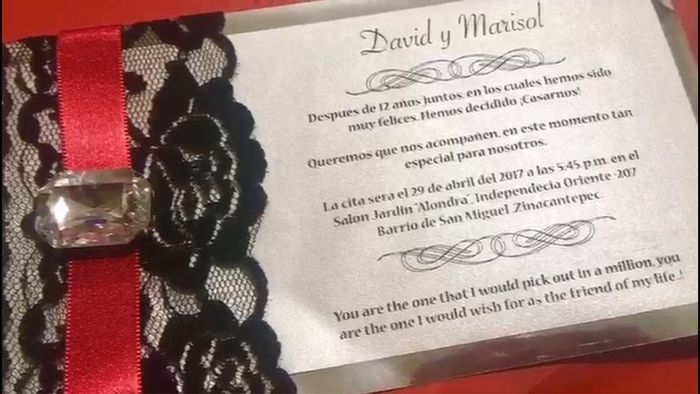 David y Marisol
Despues de 12 años juntos, en los cuales hemos sido
muy felices. Hemos decidido ¡Casarnos!
Queremos que nos acompañen, en este momento tan
especial para nosotros.
La cita sera el 29 de abril del 2017 a las 5:45 p.m. en el
Salon Jardin "Alondra", Independecia Oriente #207
Barrio de San Miguel ,Zinacantepec.
You are the one that I would pick out in a million, you
are the one I would wish for as the friend of my life..!